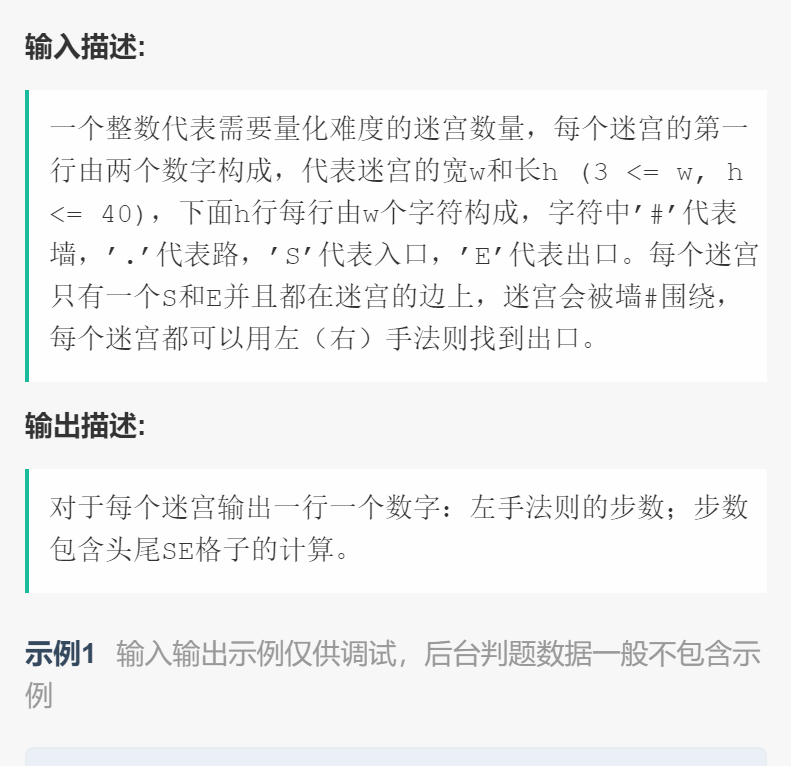 输入描述:
一个整数代表需要量化难度的迷宫数量，每个迷宫的第一
行由两个数字构成，代表迷宫的宽w和长h (3 <= w, h
<= 40)，下面h行每行由w个字符构成，字符中'#'代表
墙，'.'代表路，'S'代表入口，'E'代表出口。每个迷宫
只有一个S和E并且都在迷宫的边上，迷宫会被墙#围绕，
每个迷宫都可以用左（右）手法则找到出口。
输出描述:
对于每个迷宫输出一行一个数字：左手法则的步数；步数
包含头尾SE格子的计算。
示例1 输入输出示例仅供调试，后台判题数据一般不包含示
例